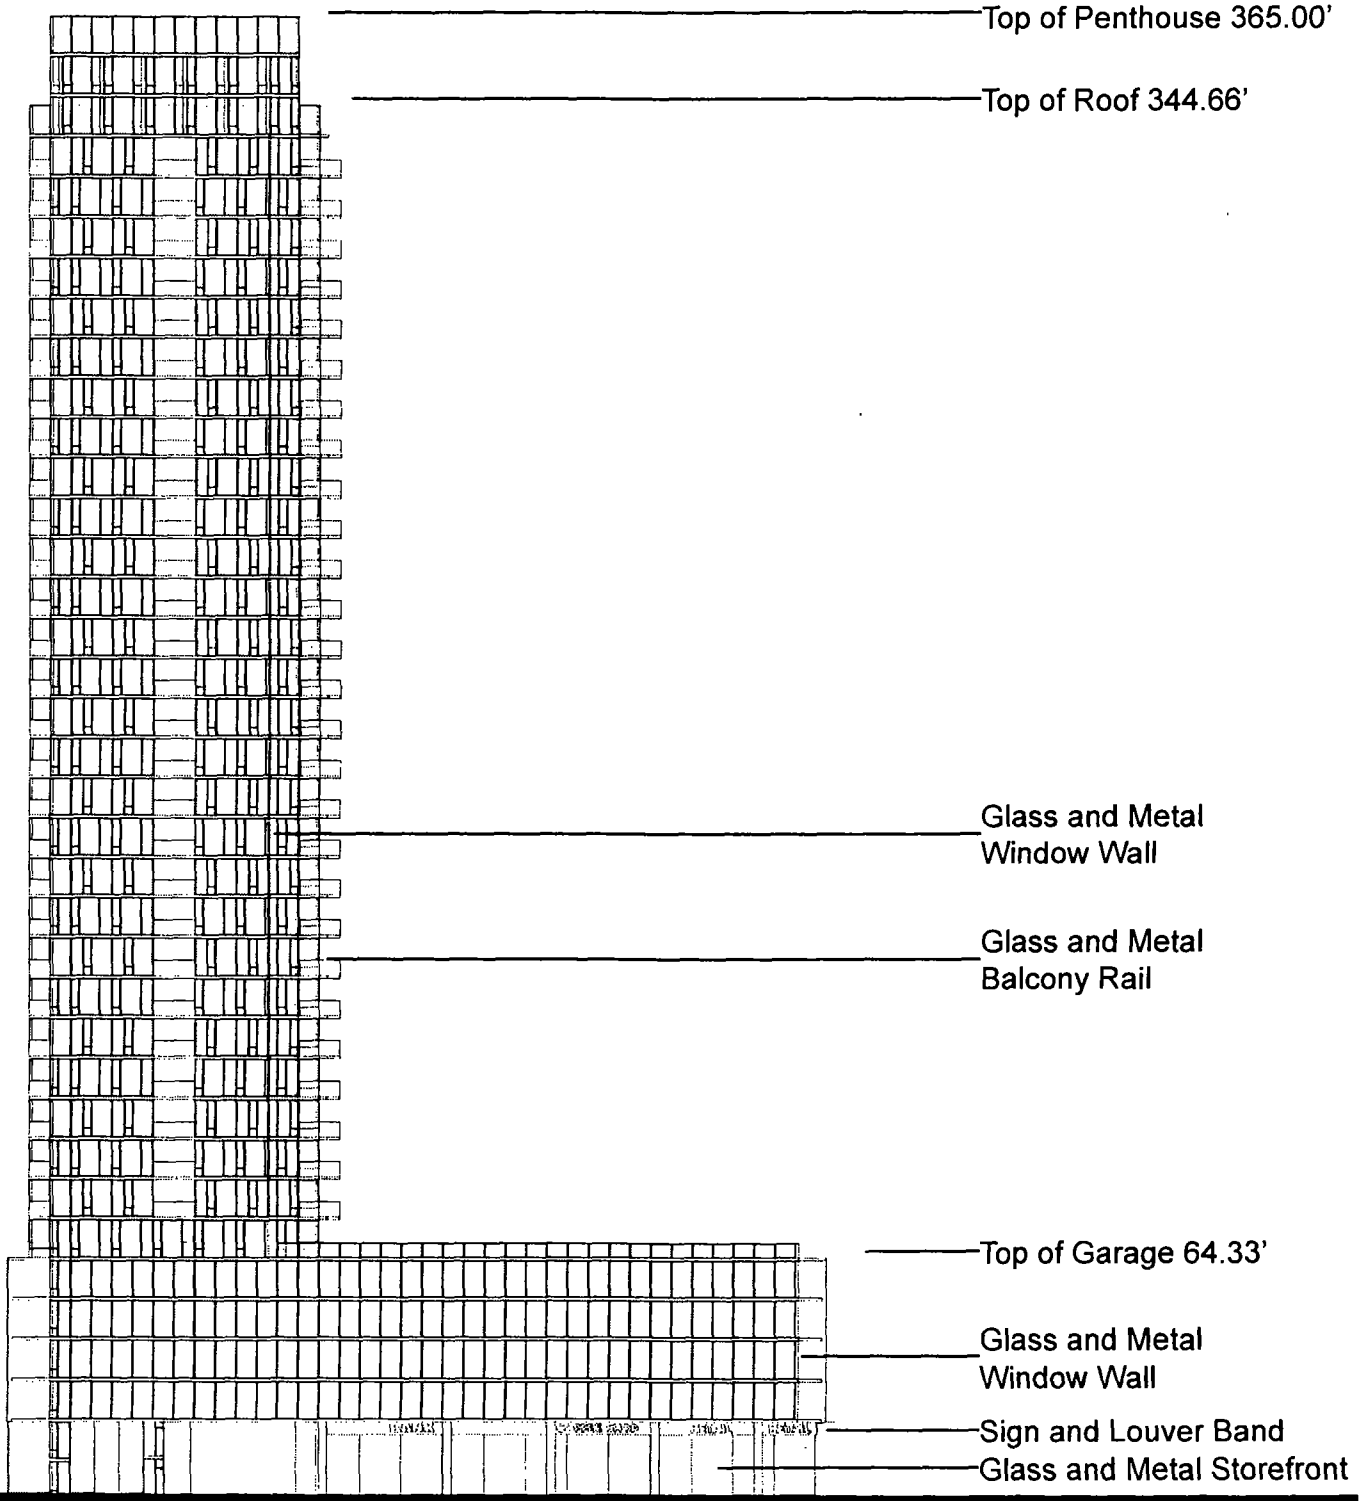 Top of Penthouse 365.00'
Top of Roof 344.66'
Glass and Metal
Window Wall
Glass and Metal
Balcony Rail
Top of Garage 64.33'
Glass and Metal
Window Wall
Sign and Louver Band
Glass and Metal Storefront